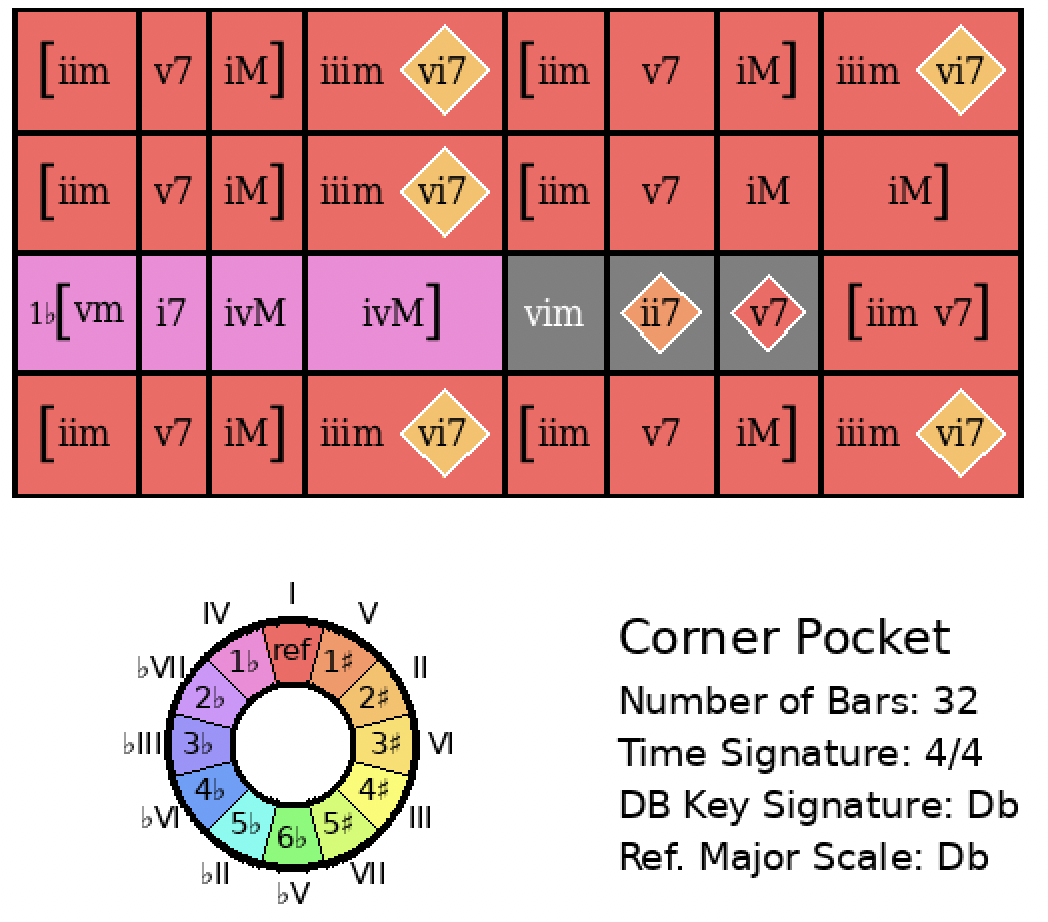 [iim v7 iM] iiim vi7 [iim v7 iM] iiim vi7
[iim v7 iM] iiim vi7 [iim v7 iM iM]
1♭[vm i7 ivM ivM] vim ii7 v7 [iim v7]
[iim v7 iM] iiim vi7 [iim v7 iM] iiim vi7
I
IV V
ref
1♭ 1♯
♭VII II
2♭ 2♯
♭III 3♭ 3♯ VI
4♭ 4♯
♭VI III
5♭ 5♯
6♭
♭II VII
♭V
Corner Pocket
Number of Bars: 32
Time Signature: 4/4
DB Key Signature: Db
Ref. Major Scale: Db